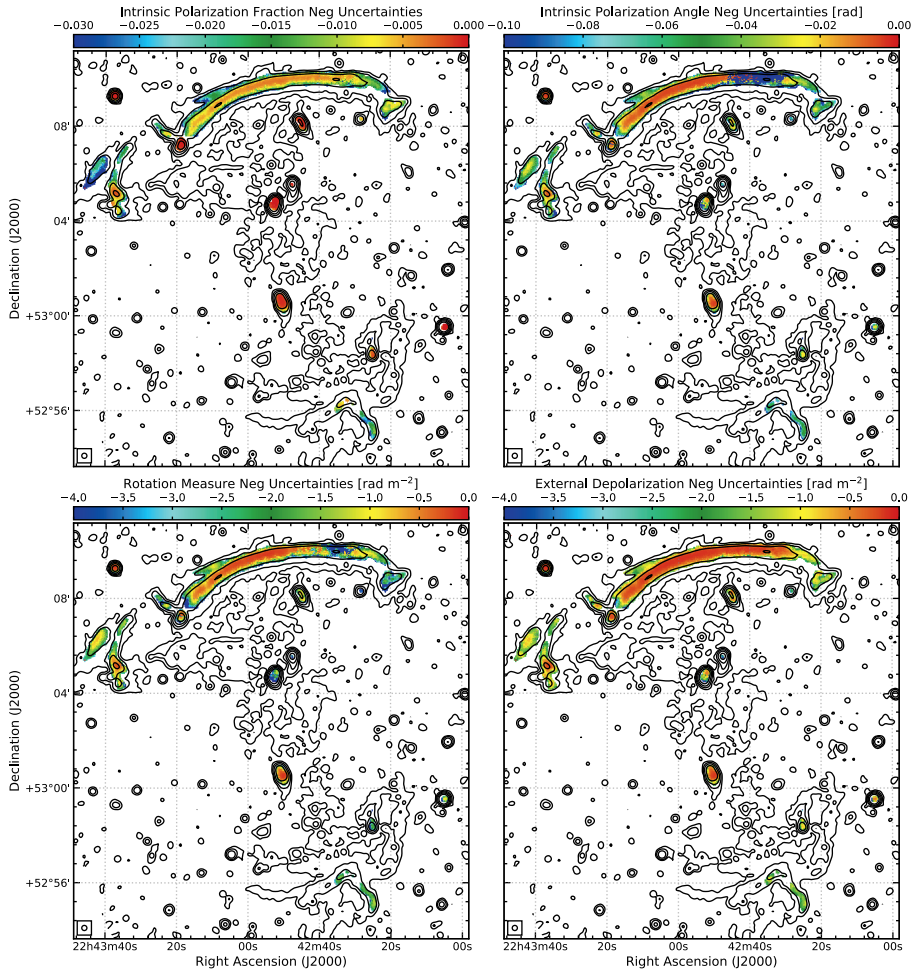 Intrinsic Polarization Fraction Neg Uncertainties
Intrinsic Polarization Angle Neg Uncertainties [rad]
−0.030 −0.025 −0.020 −0.015 −0.010 −0.005 0.000
−0.10 −0.08 −0.06 −0.04 −0.02 0.00
08'
04'
+53°00'
+52°56'
Declination (J2000)
Rotation Measure Neg Uncertainties [rad m⁻²]
External Depolarization Neg Uncertainties [rad m⁻²]
−4.0 −3.5 −3.0 −2.5 −2.0 −1.5 −1.0 −0.5 0.0
−4.0 −3.5 −3.0 −2.5 −2.0 −1.5 −1.0 −0.5 0.0
08'
04'
+53°00'
+52°56'
Declination (J2000)
22h43m40s 20s 00s 42m40s 20s 00s
22h43m40s 20s 00s 42m40s 20s 00s
Right Ascension (J2000)
Right Ascension (J2000)